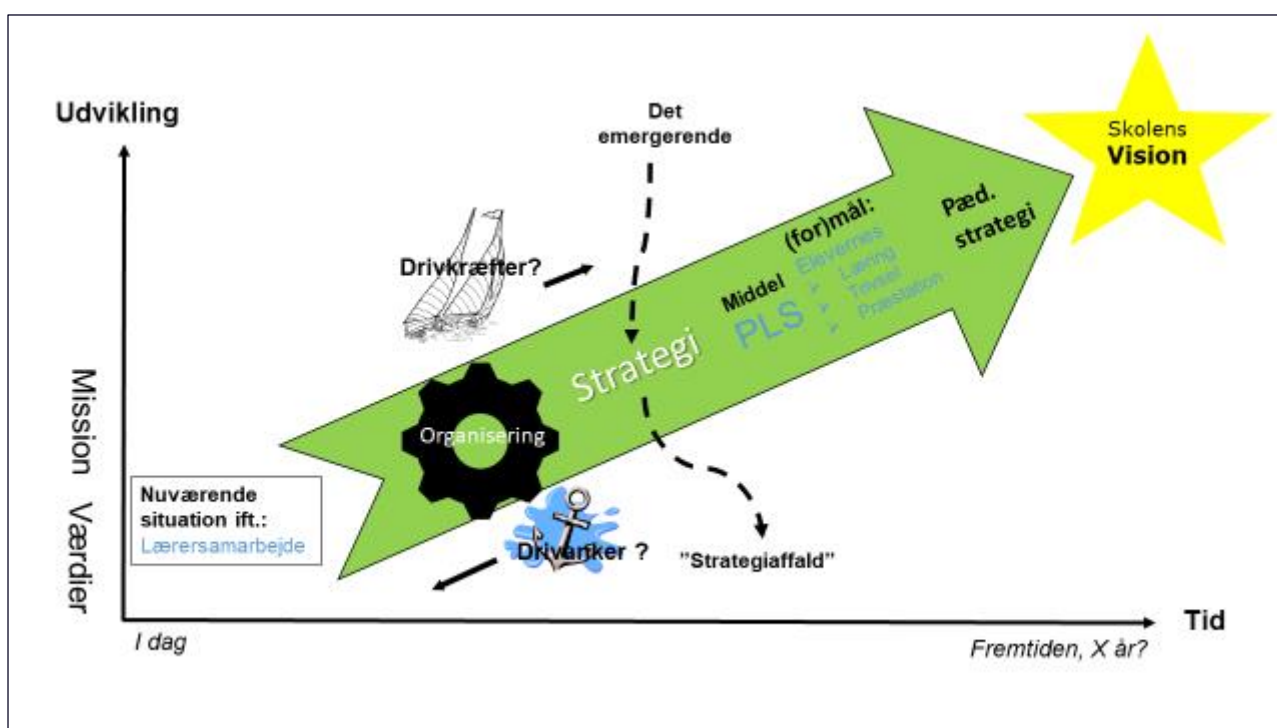 Udvikling
Det
emergerende
Skolens
Vision
Drivkræfter?
Strategi
Middel
PLS
(for)mål:
Elevernes
Læring
Trivsel
Præstation
Pæd.
strategi
Organisering
Mission Værdier
Nuværende
situation ift.:
Lærersamarbejde
Drivanker ?
"Strategiaffald"
Tid
I dag
Fremtiden, X år?